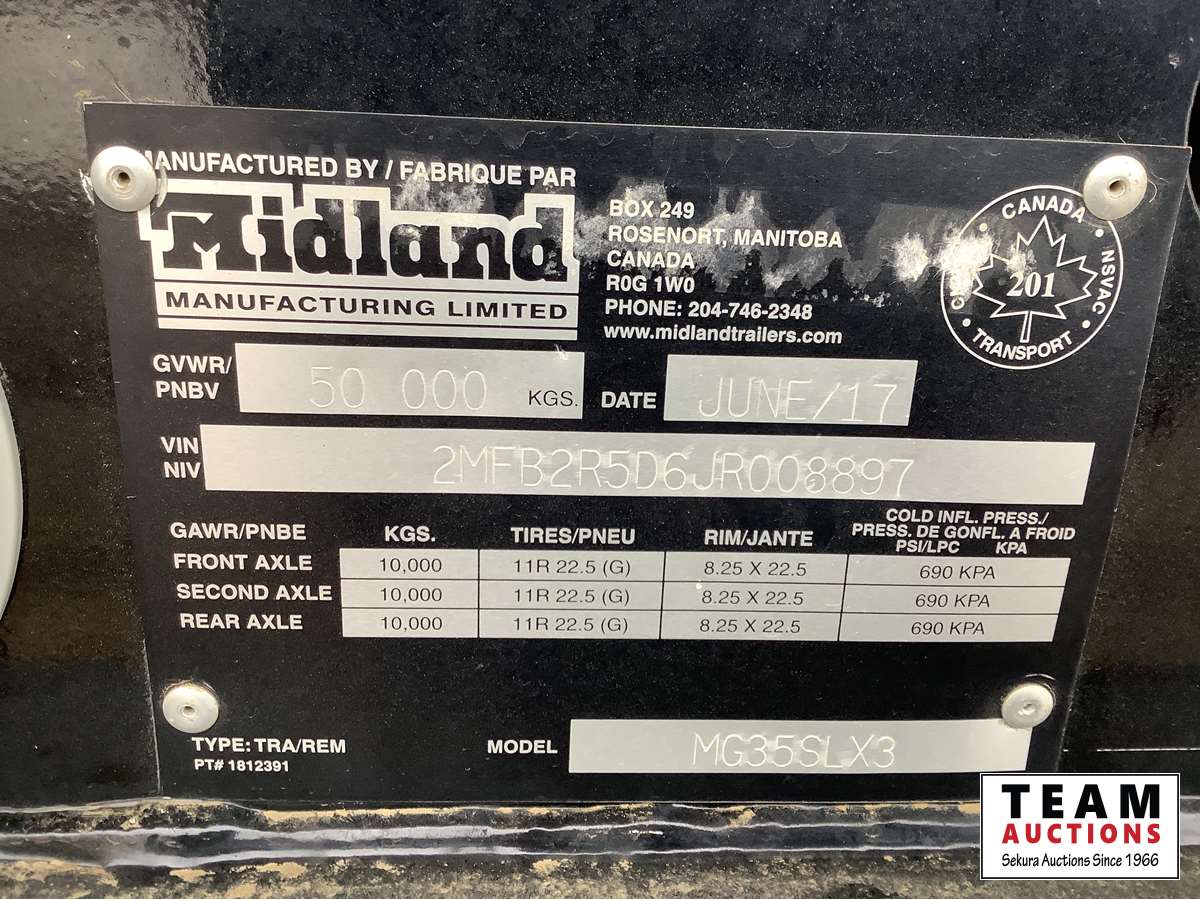 MANUFACTURED BY / FABRIQUE PAR
Midland
MANUFACTURING LIMITED
BOX 249
ROSENORT, MANITOBA
CANADA
R0G 1W0
PHONE: 204-746-2348
www.midlandtrailers.com
CANADA
201
TRANSPORT
NSVAC
GVWR/
PNBV
50 000 KGS.
DATE JUNE/17
VIN
NIV
2MFB2R5D6JR008897
GAWR/PNBE KGS. TIRES/PNEU RIM/JANTE COLD INFL. PRESS./
PRESS. DE GONFL. A FROID
PSI/LPC KPA
FRONT AXLE 10,000 11R 22.5 (G) 8.25 X 22.5 690 KPA
SECOND AXLE 10,000 11R 22.5 (G) 8.25 X 22.5 690 KPA
REAR AXLE 10,000 11R 22.5 (G) 8.25 X 22.5 690 KPA
TYPE: TRA/REM
PT# 1812391
MODEL MG35SLX3
TEAM
AUCTIONS
Sekura Auctions Since 1966